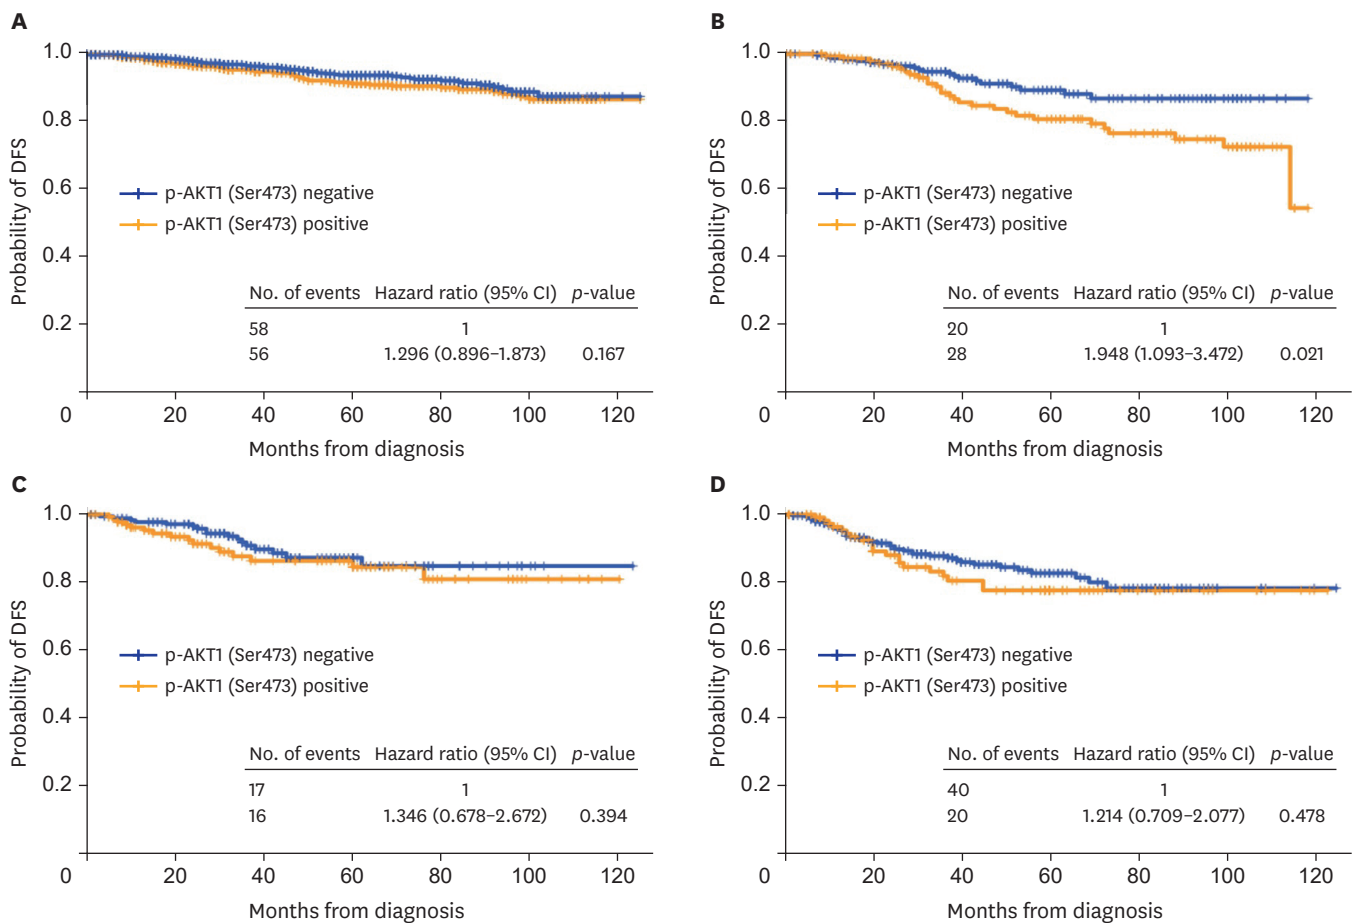 A
1.0
0.8
0.6
0.4
0.2
0
20
40
60
80
100
120
Probability of DFS
Months from diagnosis
p-AKT1 (Ser473) negative
p-AKT1 (Ser473) positive
No. of events Hazard ratio (95% CI) p-value
58 1
56 1.296 (0.896–1.873) 0.167
B
1.0
0.8
0.6
0.4
0.2
0
20
40
60
80
100
120
Probability of DFS
Months from diagnosis
p-AKT1 (Ser473) negative
p-AKT1 (Ser473) positive
No. of events Hazard ratio (95% CI) p-value
20 1
28 1.948 (1.093–3.472) 0.021
C
1.0
0.8
0.6
0.4
0.2
0
20
40
60
80
100
120
Probability of DFS
Months from diagnosis
p-AKT1 (Ser473) negative
p-AKT1 (Ser473) positive
No. of events Hazard ratio (95% CI) p-value
17 1
16 1.346 (0.678–2.672) 0.394
D
1.0
0.8
0.6
0.4
0.2
0
20
40
60
80
100
120
Probability of DFS
Months from diagnosis
p-AKT1 (Ser473) negative
p-AKT1 (Ser473) positive
No. of events Hazard ratio (95% CI) p-value
40 1
20 1.214 (0.709–2.077) 0.478